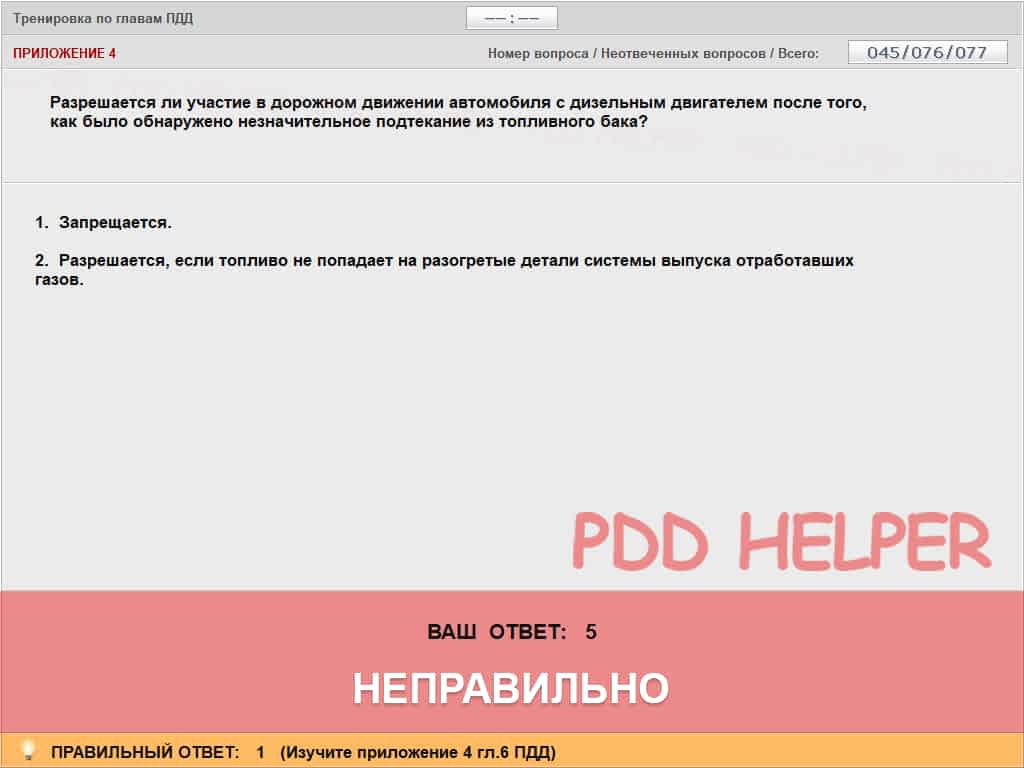 Тренировка по главам ПДД
—— : ——
ПРИЛОЖЕНИЕ 4
Номер вопроса / Неотвеченных вопросов / Всего:
045/076/077
Разрешается ли участие в дорожном движении автомобиля с дизельным двигателем после того,
как было обнаружено незначительное подтекание из топливного бака?
1. Запрещается.
2. Разрешается, если топливо не попадает на разогретые детали системы выпуска отработавших
газов.
PDD HELPER
ВАШ ОТВЕТ: 5
НЕПРАВИЛЬНО
ПРАВИЛЬНЫЙ ОТВЕТ: 1 (Изучите приложение 4 гл.6 ПДД)